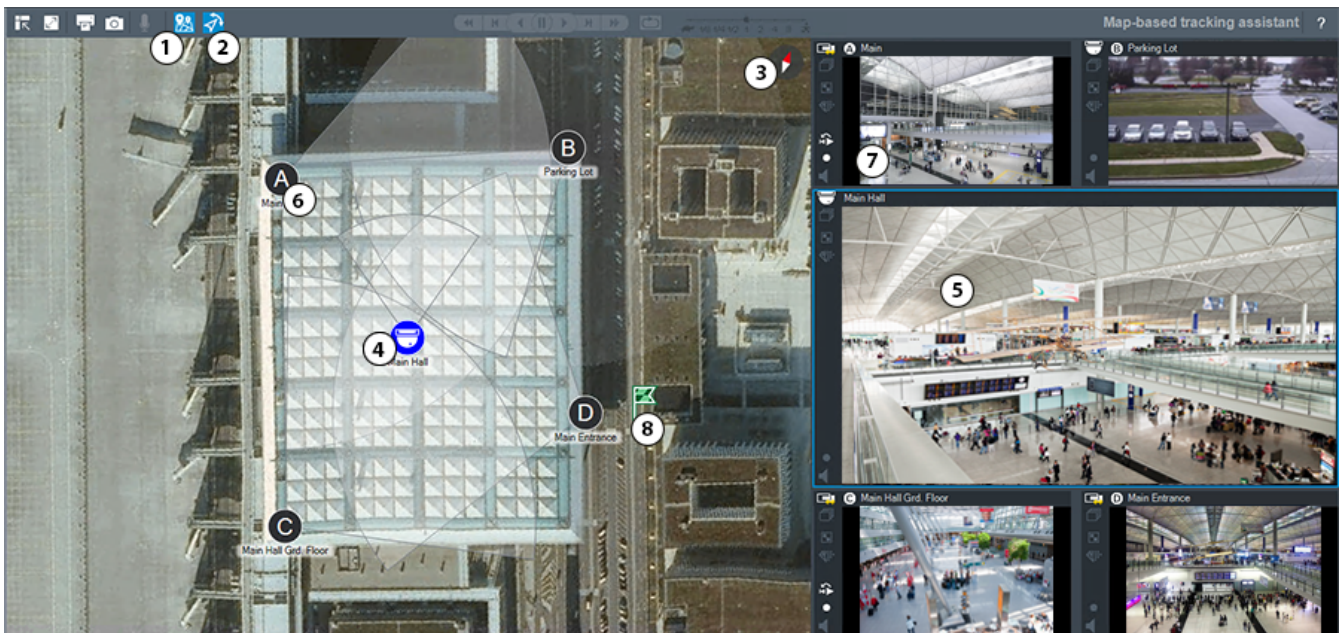 Map-based tracking assistant ?
1
2
3
A Main
B Parking Lot
7
B
Parking Lot
A
6
Main Hall
5
4
Main Hall
D
Main Entrance
8
C
Main Hall Grd. Floor
C Main Hall Grd. Floor
D Main Entrance